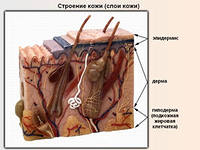 Строение кожи (слои кожи)
эпидермис
дерма
гиподерма
(подкожная
жировая
клетчатка)